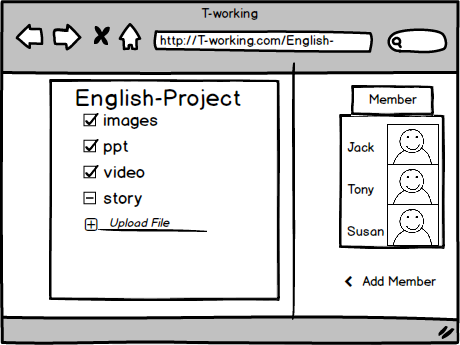 T-working
http://T-working.com/English-
English-Project
images
ppt
video
story
Upload File
Member
Jack
Tony
Susan
Add Member